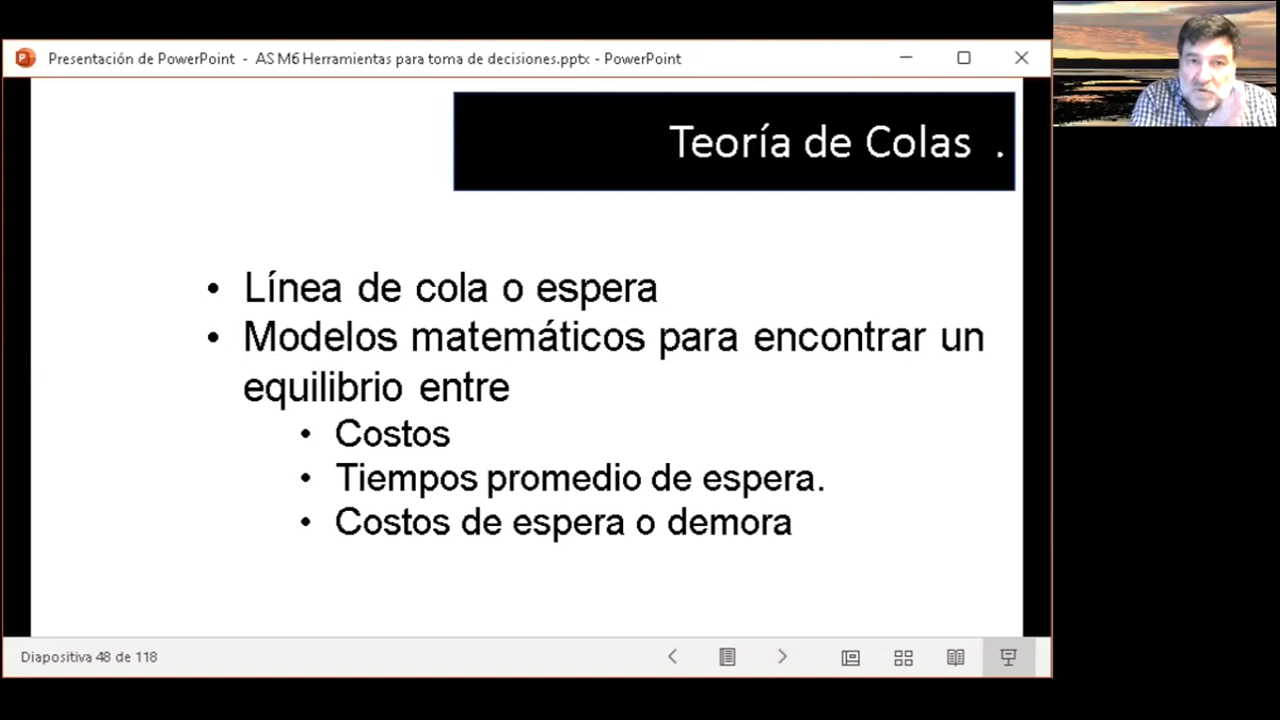 Presentación de PowerPoint - AS M6 Herramientas para toma de decisiones.pptx - PowerPoint
Teoría de Colas .
• Línea de cola o espera
• Modelos matemáticos para encontrar un
equilibrio entre
• Costos
• Tiempos promedio de espera.
• Costos de espera o demora
Diapositiva 48 de 118